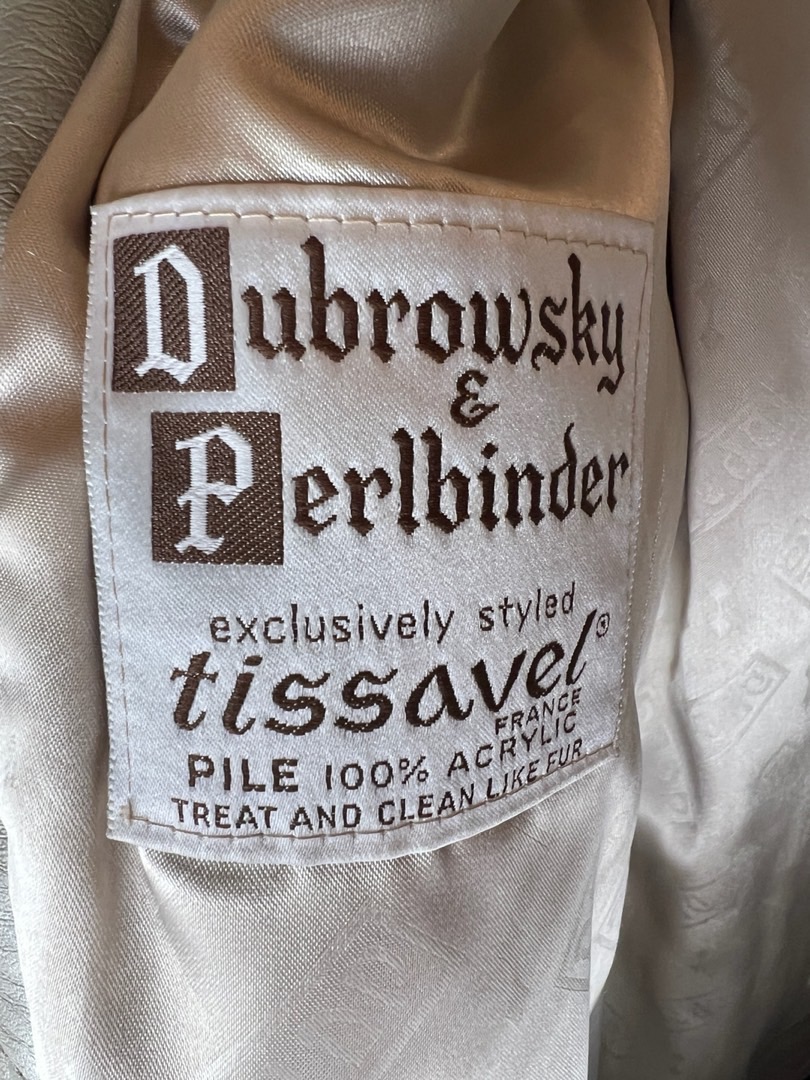 Dubrowsky
&
Perlbinder
exclusively styled
tissavel®
FRANCE
PILE 100% ACRYLIC
TREAT AND CLEAN LIKE FUR